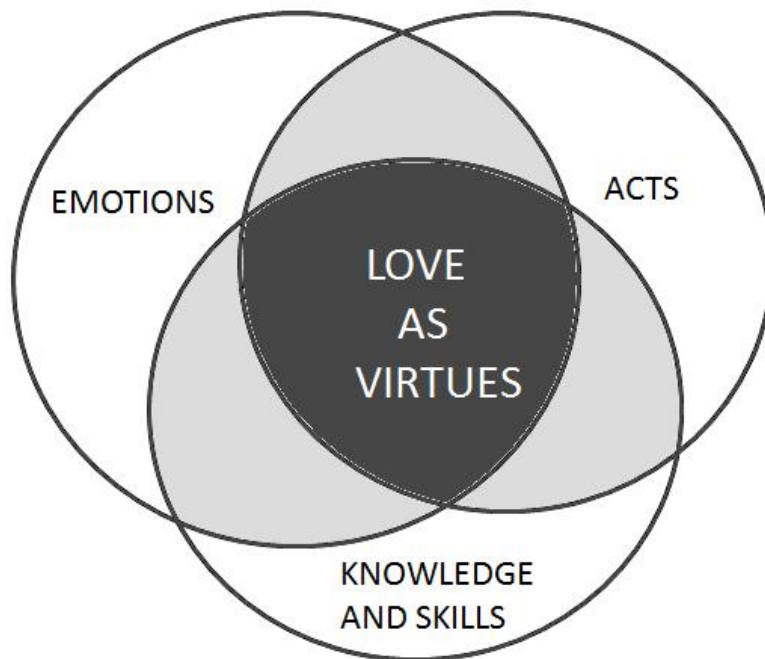 EMOTIONS
ACTS
LOVE
AS
VIRTUES
KNOWLEDGE
AND SKILLS